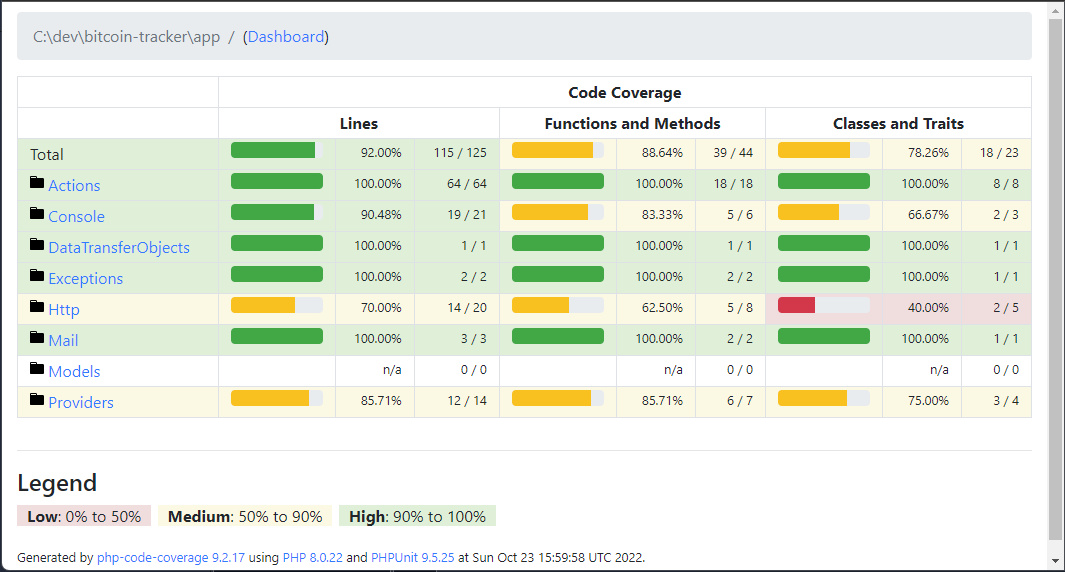 C:\dev\bitcoin-tracker\app / (Dashboard)
Code Coverage
Lines Functions and Methods Classes and Traits
Total 92.00% 115 / 125 88.64% 39 / 44 78.26% 18 / 23
Actions 100.00% 64 / 64 100.00% 18 / 18 100.00% 8 / 8
Console 90.48% 19 / 21 83.33% 5 / 6 66.67% 2 / 3
DataTransferObjects 100.00% 1 / 1 100.00% 1 / 1 100.00% 1 / 1
Exceptions 100.00% 2 / 2 100.00% 2 / 2 100.00% 1 / 1
Http 70.00% 14 / 20 62.50% 5 / 8 40.00% 2 / 5
Mail 100.00% 3 / 3 100.00% 2 / 2 100.00% 1 / 1
Models n/a 0 / 0 n/a 0 / 0 n/a 0 / 0
Providers 85.71% 12 / 14 85.71% 6 / 7 75.00% 3 / 4
Legend
Low: 0% to 50% Medium: 50% to 90% High: 90% to 100%
Generated by php-code-coverage 9.2.17 using PHP 8.0.22 and PHPUnit 9.5.25 at Sun Oct 23 15:59:58 UTC 2022.